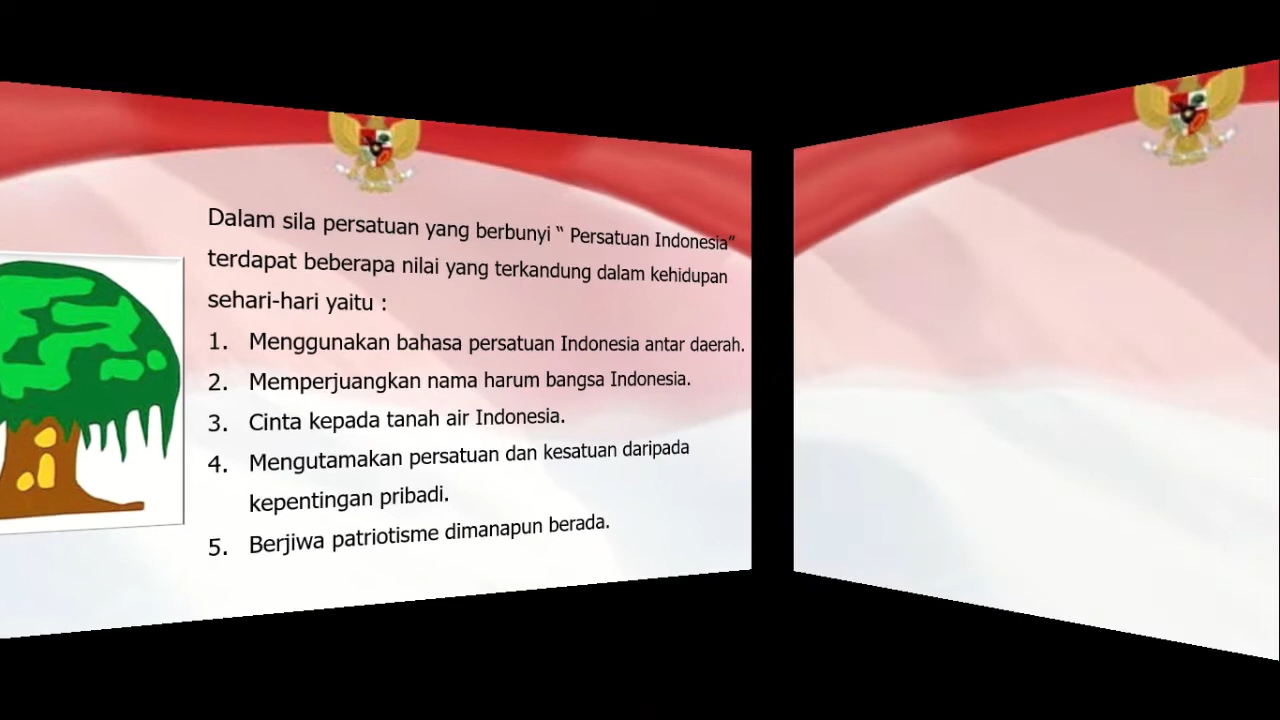 Dalam sila persatuan yang berbunyi “ Persatuan Indonesia”
terdapat beberapa nilai yang terkandung dalam kehidupan
sehari-hari yaitu :
1. Menggunakan bahasa persatuan Indonesia antar daerah.
2. Memperjuangkan nama harum bangsa Indonesia.
3. Cinta kepada tanah air Indonesia.
4. Mengutamakan persatuan dan kesatuan daripada
kepentingan pribadi.
5. Berjiwa patriotisme dimanapun berada.